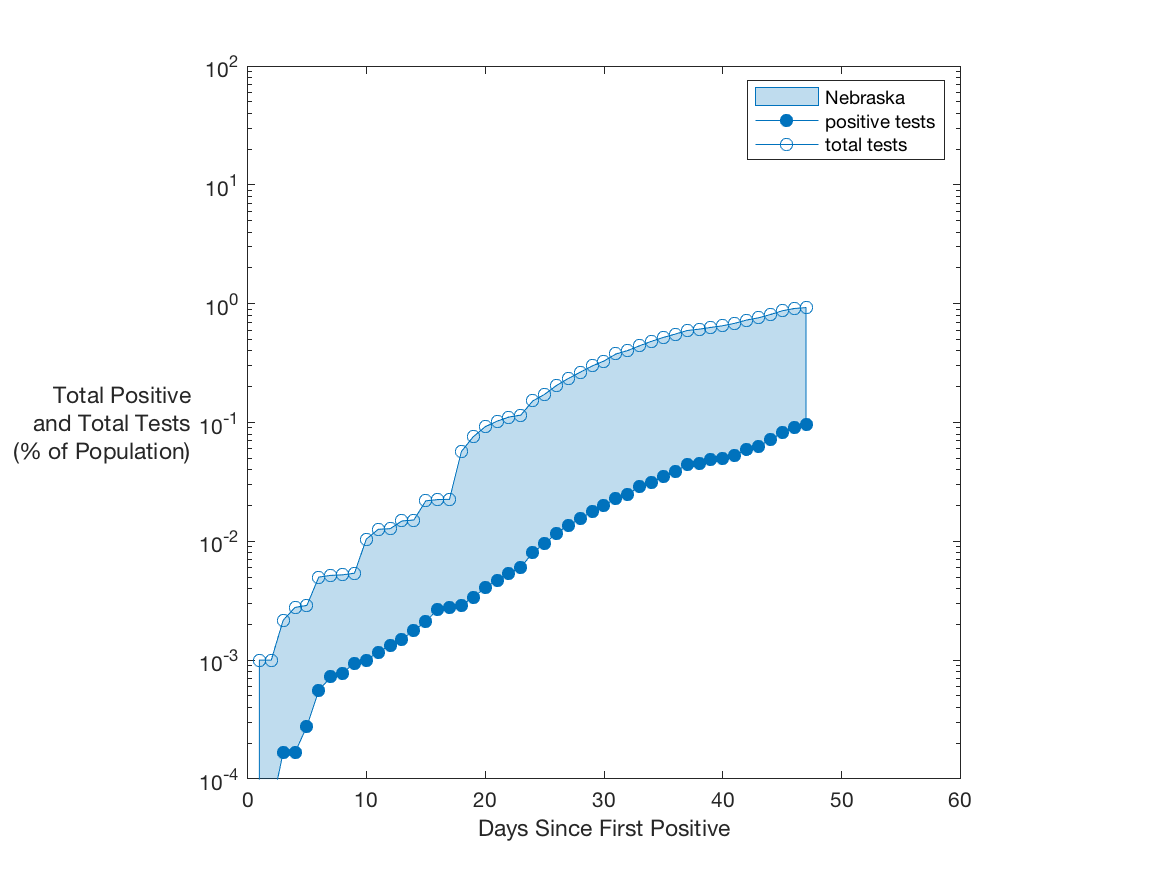 10^2
10^1
10^0
10^-1
10^-2
10^-3
10^-4
Total Positive
and Total Tests
(% of Population)
Nebraska
positive tests
total tests
0 10 20 30 40 50 60
Days Since First Positive